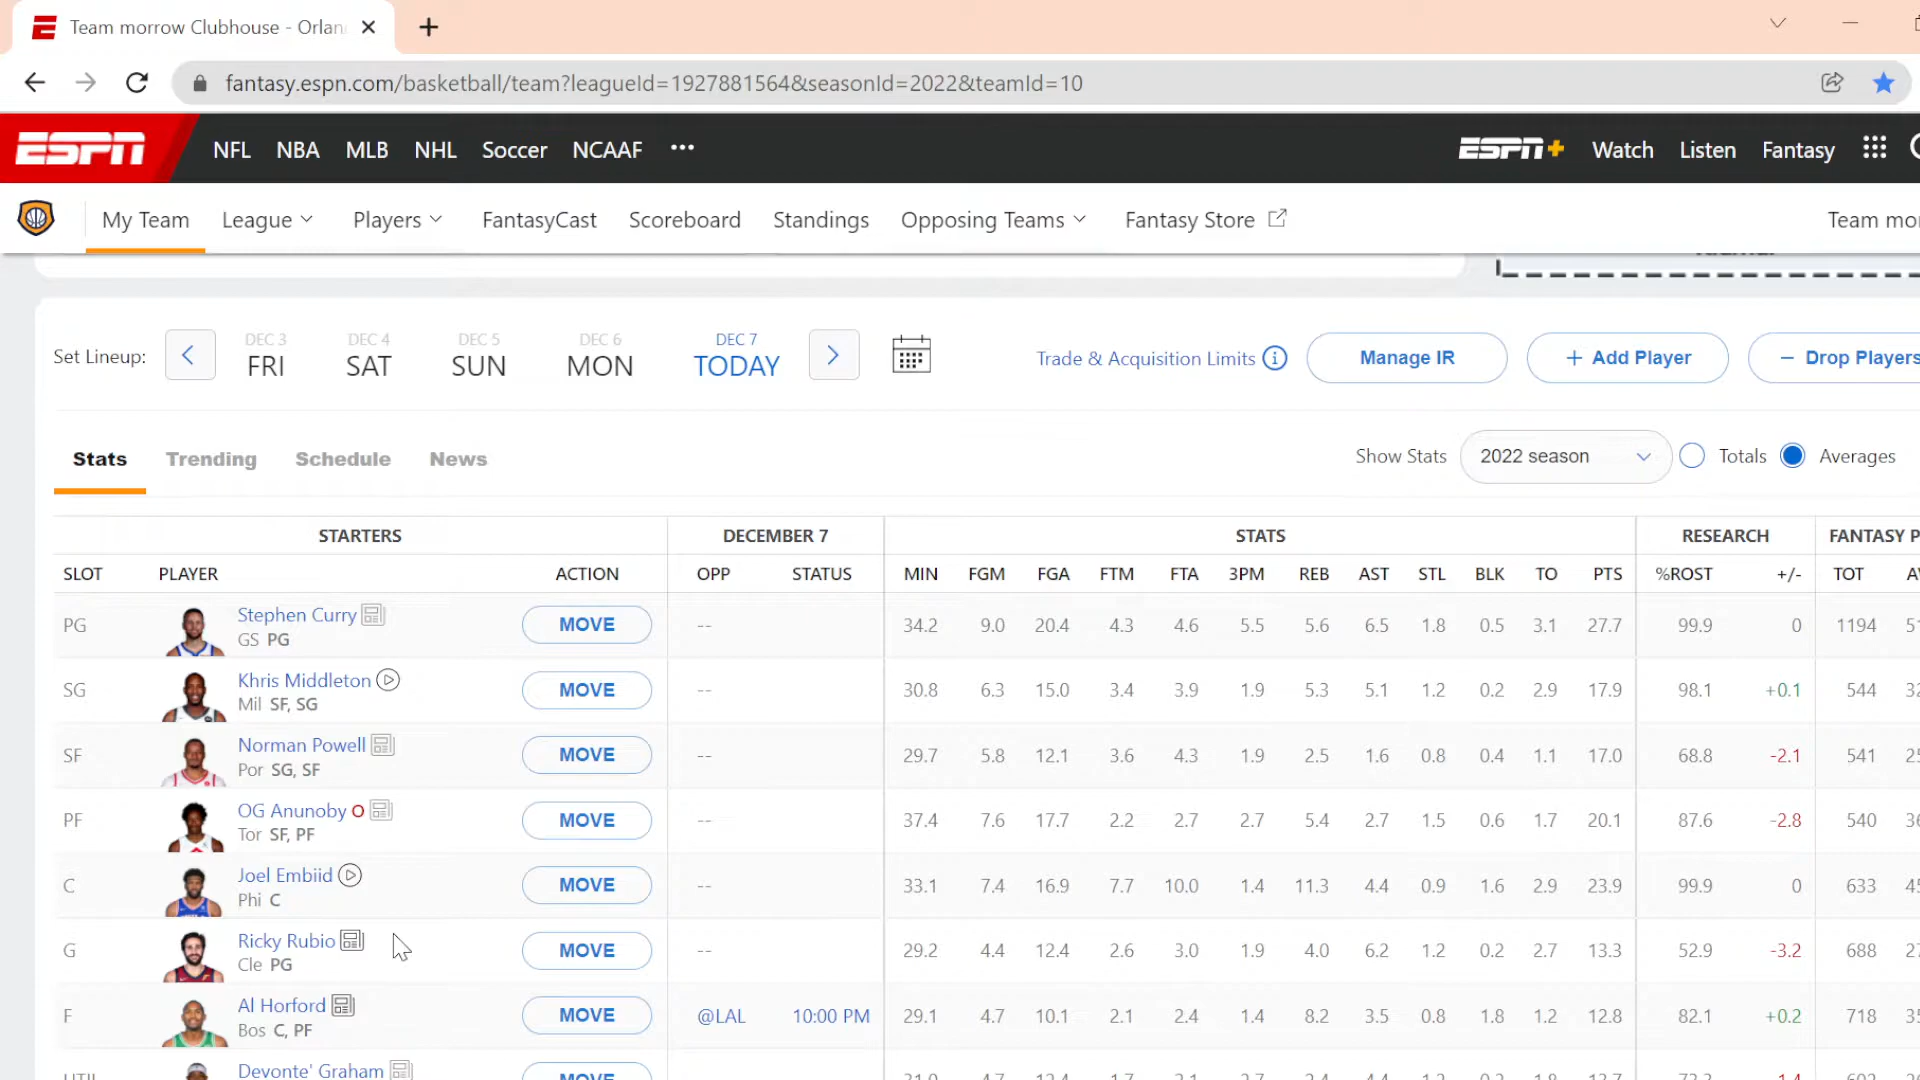 Team morrow Clubhouse - Orlan
fantasy.espn.com/basketball/team?leagueId=1927881564&seasonId=2022&teamId=10
ESPN NFL NBA MLB NHL Soccer NCAAF ••• ESPN+ Watch Listen Fantasy
My Team League Players FantasyCast Scoreboard Standings Opposing Teams Fantasy Store Team mor
Set Lineup: DEC 3 FRI DEC 4 SAT DEC 5 SUN DEC 6 MON DEC 7 TODAY Trade & Acquisition Limits Manage IR + Add Player − Drop Players
Stats Trending Schedule News Show Stats 2022 season Totals Averages
STARTERS DECEMBER 7 STATS RESEARCH FANTASY P
SLOT PLAYER ACTION OPP STATUS MIN FGM FGA FTM FTA 3PM REB AST STL BLK TO PTS %ROST +/- TOT
PG Stephen Curry MOVE -- 34.2 9.0 20.4 4.3 4.6 5.5 5.6 6.5 1.8 0.5 3.1 27.7 99.9 0 1194
GS PG
SG Khris Middleton MOVE -- 30.8 6.3 15.0 3.4 3.9 1.9 5.3 5.1 1.2 0.2 2.9 17.9 98.1 +0.1 544
Mil SF, SG
SF Norman Powell MOVE -- 29.7 5.8 12.1 3.6 4.3 1.9 2.5 1.6 0.8 0.4 1.1 17.0 68.8 -2.1 541
Por SG, SF
PF OG Anunoby O MOVE -- 37.4 7.6 17.7 2.2 2.7 2.7 5.4 2.7 1.5 0.6 1.7 20.1 87.6 -2.8 540
Tor SF, PF
C Joel Embiid MOVE -- 33.1 7.4 16.9 7.7 10.0 1.4 11.3 4.4 0.9 1.6 2.9 23.9 99.9 0 633
Phi C
G Ricky Rubio MOVE -- 29.2 4.4 12.4 2.6 3.0 1.9 4.0 6.2 1.2 0.2 2.7 13.3 52.9 -3.2 688
Cle PG
F Al Horford MOVE @LAL 10:00 PM 29.1 4.7 10.1 2.1 2.4 1.4 8.2 3.5 0.8 1.8 1.2 12.8 82.1 +0.2 718
Bos C, PF
UTIL Devonte' Graham MOVE